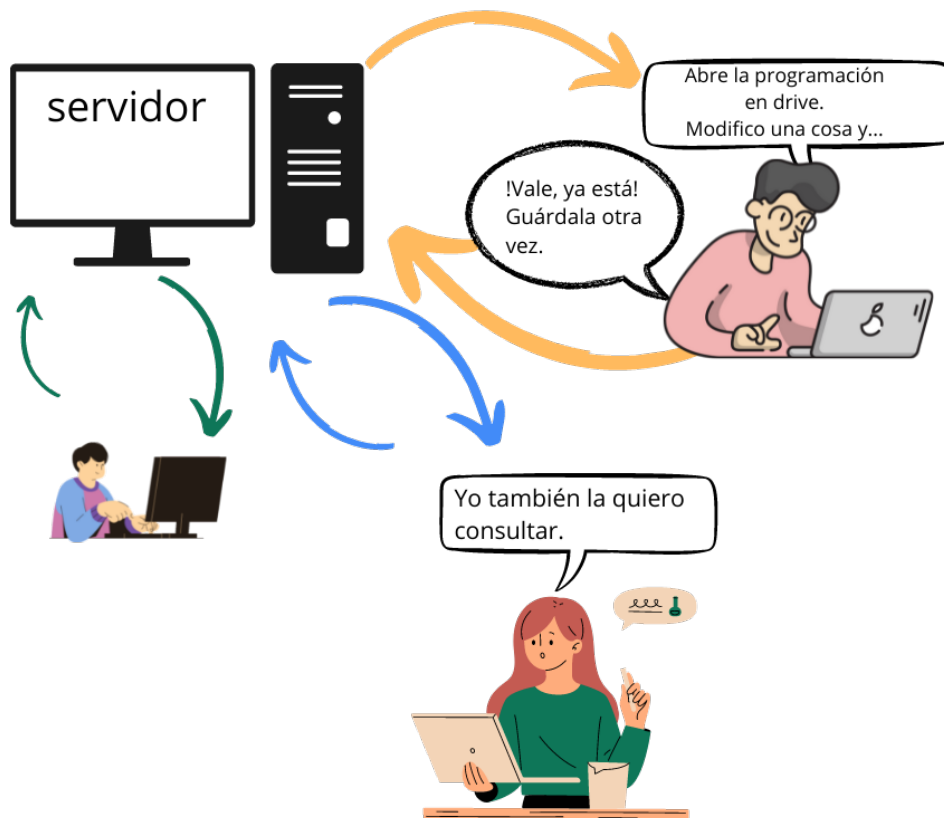 servidor
Abre la programación
en drive.
Modifico una cosa y...
!Vale, ya está!
Guárdala otra
vez.
Yo también la quiero
consultar.